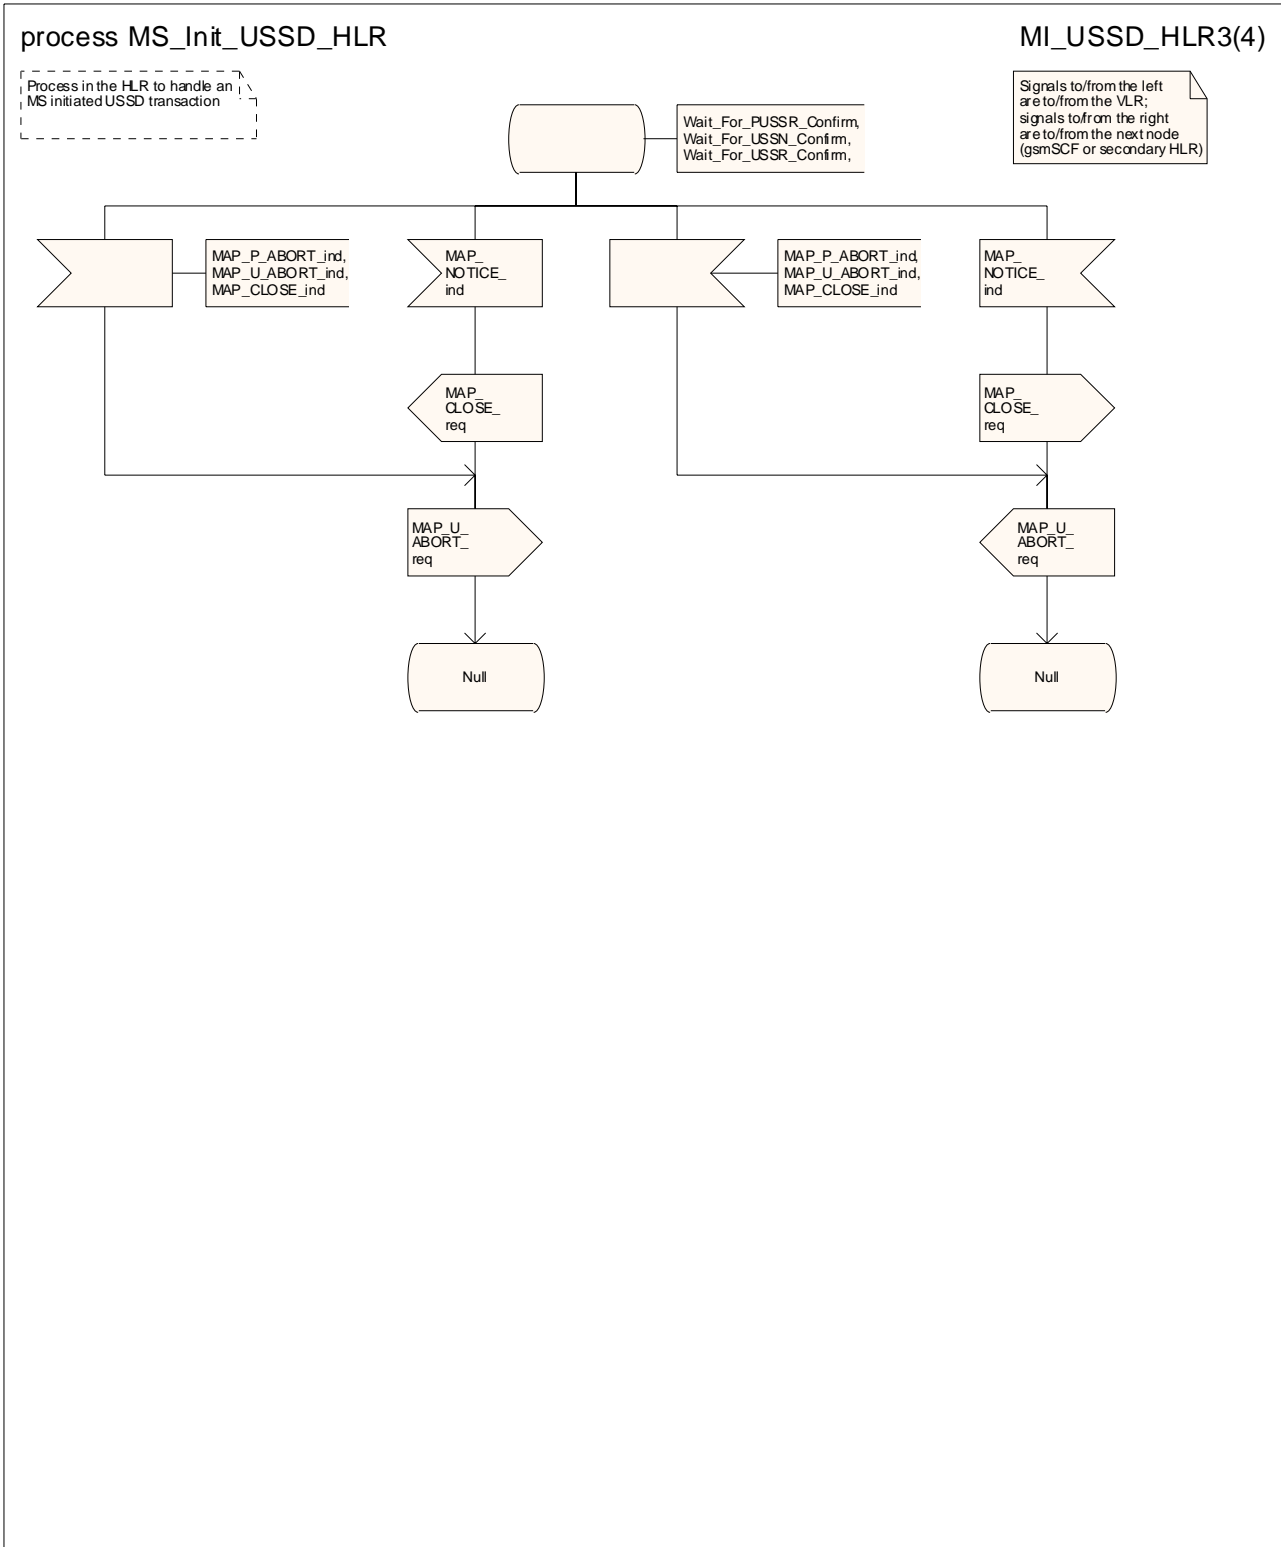 process MS_Init_USSD_HLR
MI_USSD_HLR3(4)
Process in the HLR to handle an
MS initiated USSD transaction
Signals to/from the left
are to/from the VLR;
signals to/from the right
are to/from the next node
(gsmSCF or secondary HLR)
Wait_For_PUSSR_Confirm,
Wait_For_USSN_Confirm,
Wait_For_USSR_Confirm,
MAP_P_ABORT_ind,
MAP_U_ABORT_ind,
MAP_CLOSE_ind
MAP_
NOTICE_
ind
MAP_P_ABORT_ind,
MAP_U_ABORT_ind,
MAP_CLOSE_ind
MAP_
NOTICE_
ind
MAP_
CLOSE_
req
MAP_
CLOSE_
req
MAP_U_
ABORT_
req
MAP_U_
ABORT_
req
Null
Null